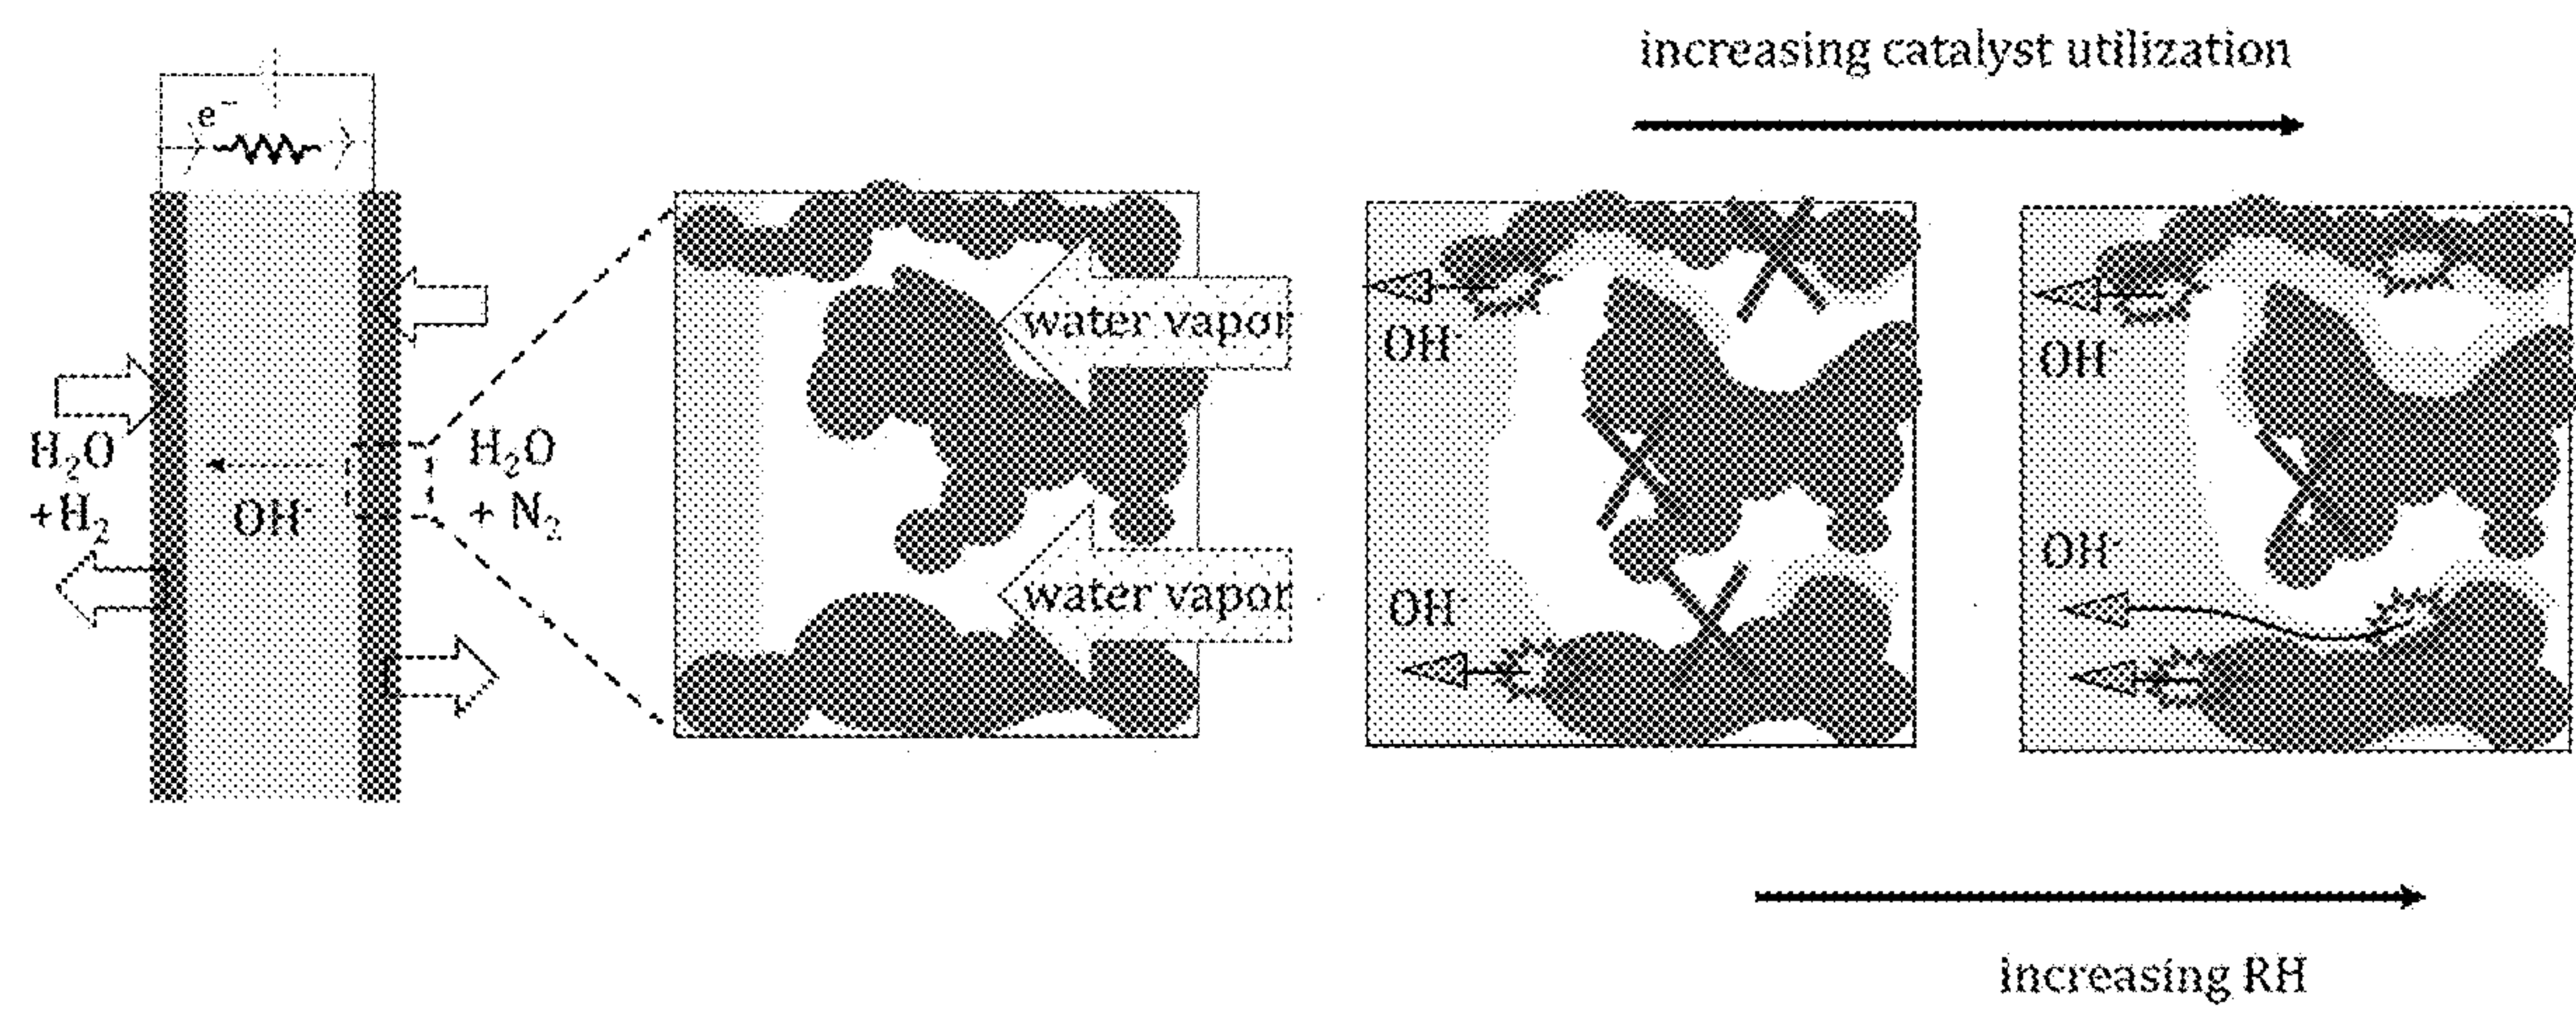 increasing catalyst utilization
e⁻
H₂O
+H₂
OH⁻
H₂O
+ N₂
water vapor
water vapor
OH⁻
OH⁻
OH⁻
OH⁻
increasing RH